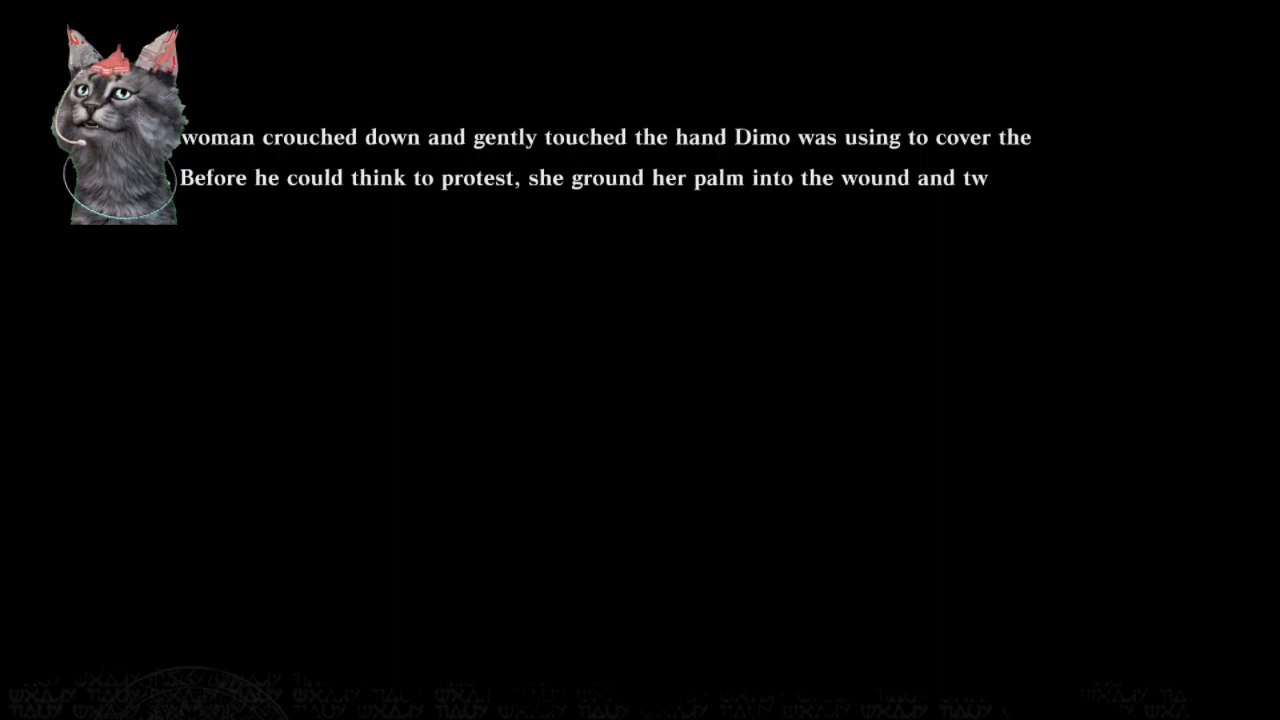 woman crouched down and gently touched the hand Dimo was using to cover the
Before he could think to protest, she ground her palm into the wound and tw